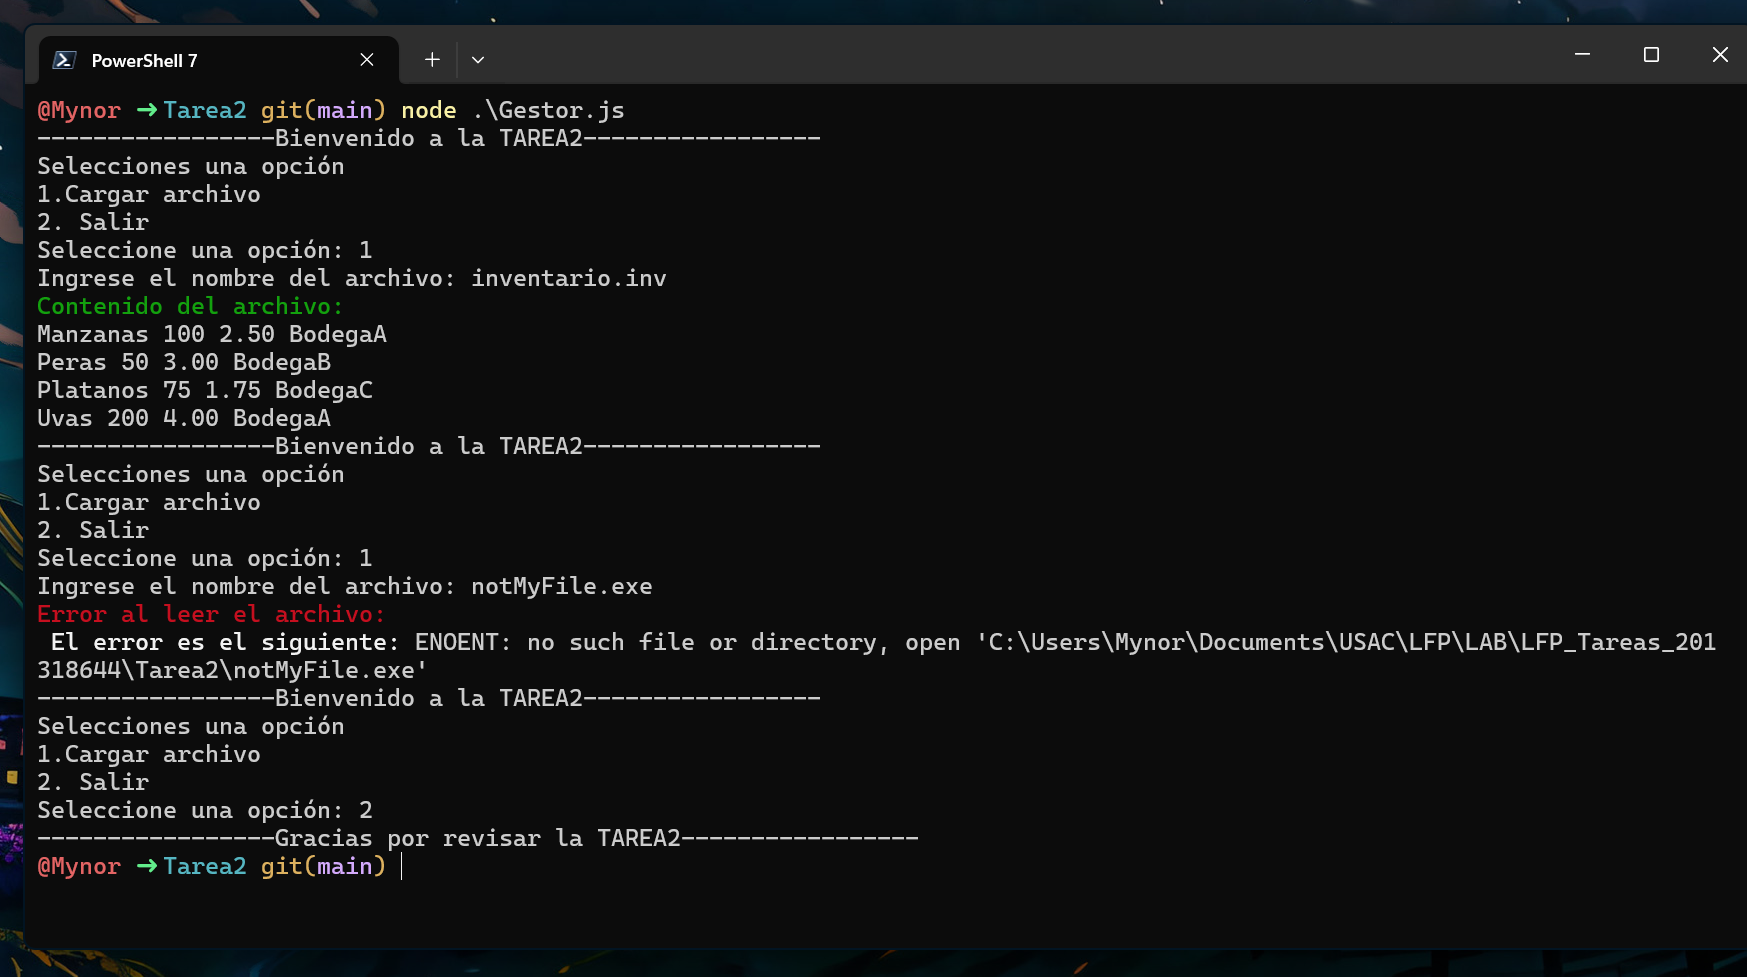 PowerShell 7
@Mynor ➜ Tarea2 git(main) node .\Gestor.js
-----------------Bienvenido a la TAREA2-----------------
Selecciones una opción
1.Cargar archivo
2. Salir
Seleccione una opción: 1
Ingrese el nombre del archivo: inventario.inv
Contenido del archivo:
Manzanas 100 2.50 BodegaA
Peras 50 3.00 BodegaB
Platanos 75 1.75 BodegaC
Uvas 200 4.00 BodegaA
-----------------Bienvenido a la TAREA2-----------------
Selecciones una opción
1.Cargar archivo
2. Salir
Seleccione una opción: 1
Ingrese el nombre del archivo: notMyFile.exe
Error al leer el archivo:
El error es el siguiente: ENOENT: no such file or directory, open 'C:\Users\Mynor\Documents\USAC\LFP\LAB\LFP_Tareas_201
318644\Tarea2\notMyFile.exe'
-----------------Bienvenido a la TAREA2-----------------
Selecciones una opción
1.Cargar archivo
2. Salir
Seleccione una opción: 2
-----------------Gracias por revisar la TAREA2-----------------
@Mynor ➜ Tarea2 git(main)